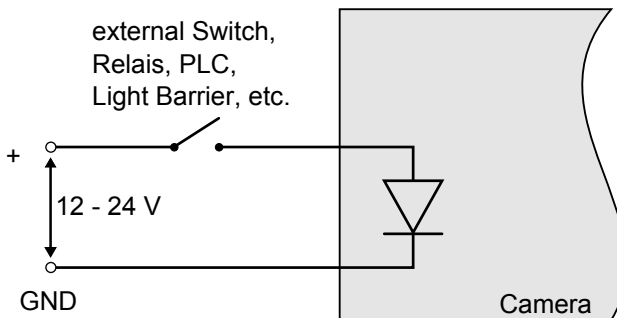 external Switch,
Relais, PLC,
Light Barrier, etc.
+
12 - 24 V
GND
Camera